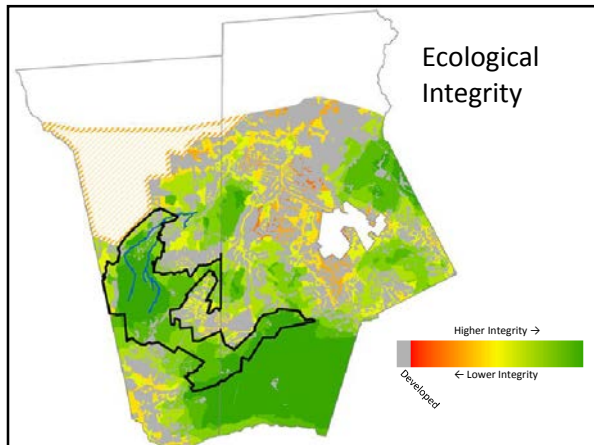 Ecological
Integrity
Higher Integrity →
Developed
← Lower Integrity